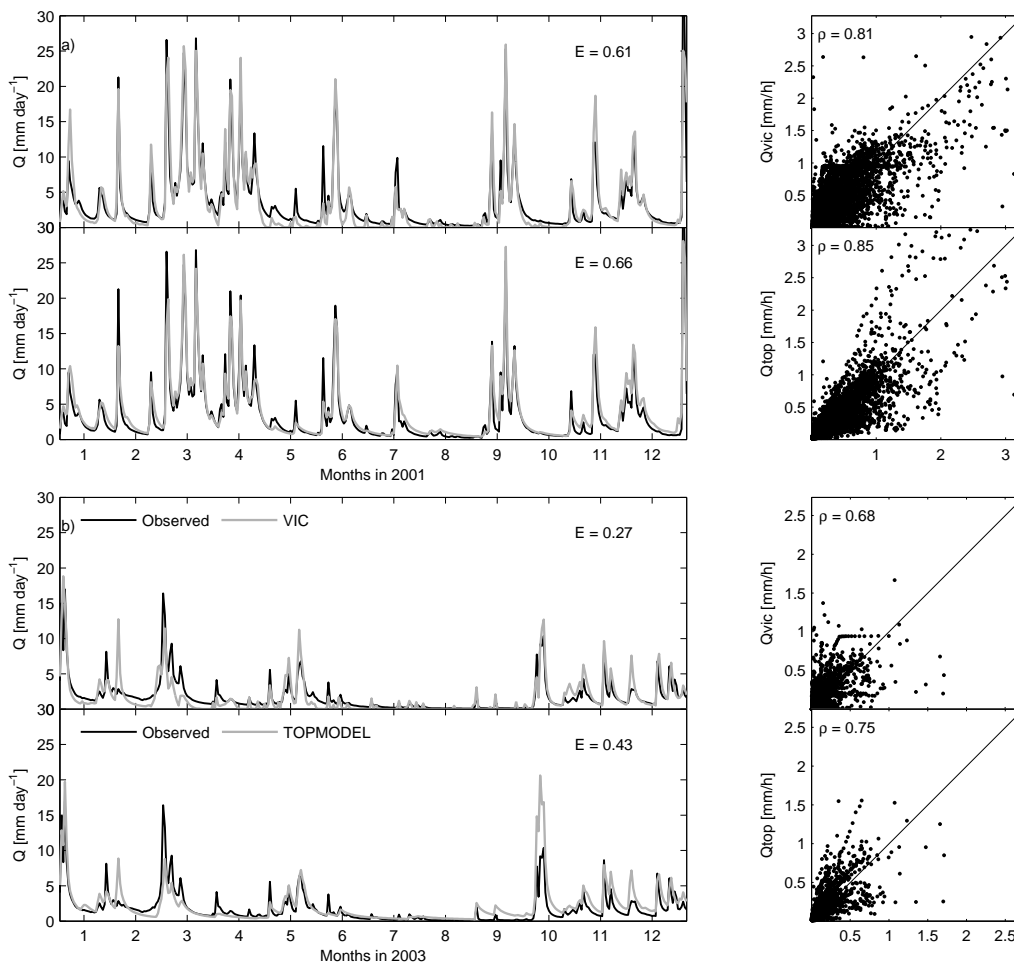 30
25
20
15
10
5
a)
E = 0.61
Q [mm day−1]
3
2.5
2
1.5
1
0.5
ρ = 0.81
Qvic [mm/h]
30
25
20
15
10
5
0
E = 0.66
Q [mm day−1]
1 2 3 4 5 6 7 8 9 10 11 12
Months in 2001
3
2.5
2
1.5
1
0.5
ρ = 0.85
Qtop [mm/h]
1 2 3
30
25
20
15
10
5
b)
Observed VIC
E = 0.27
Q [mm day−1]
2.5
2
1.5
1
0.5
ρ = 0.68
Qvic [mm/h]
30
25
20
15
10
5
0
Observed TOPMODEL
E = 0.43
Q [mm day−1]
1 2 3 4 5 6 7 8 9 10 11 12
Months in 2003
2.5
2
1.5
1
0.5
ρ = 0.75
Qtop [mm/h]
0.5 1 1.5 2 2.5